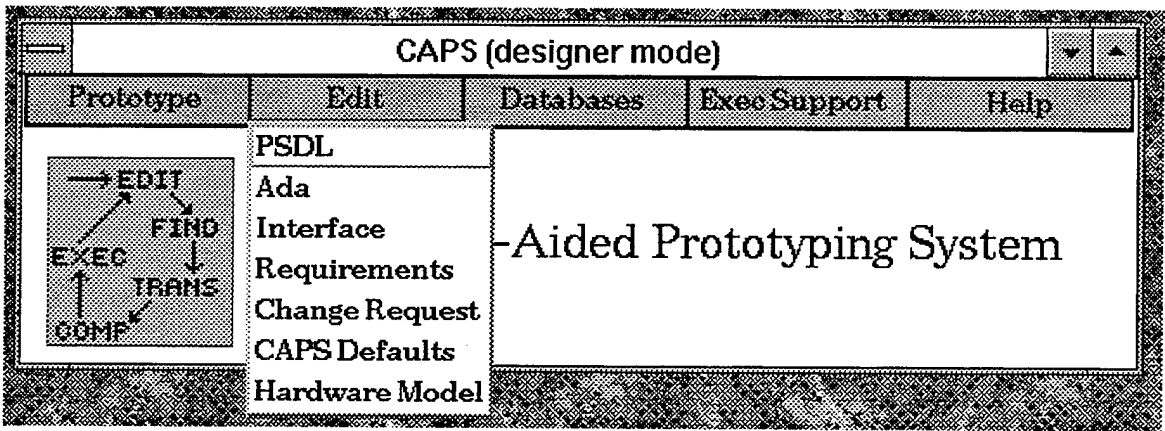 CAPS (designer mode)
Prototype Edit Databases Exec Support Help
PSDL
Ada
Interface
Requirements
Change Request
CAPS Defaults
Hardware Model
EDIT
FIND
EXEC
TRANS
COMP
-Aided Prototyping System